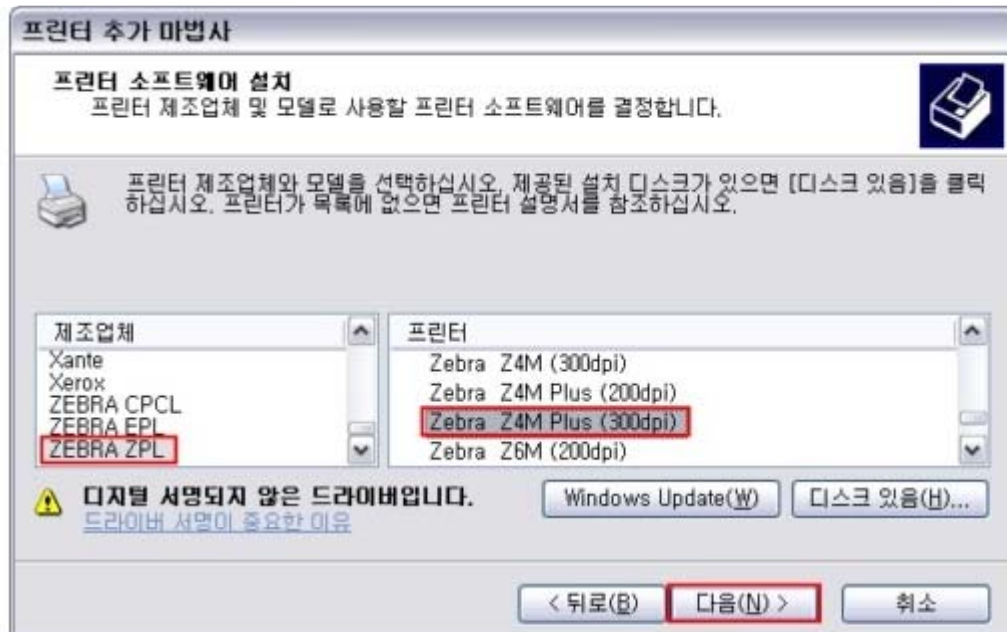 프린터 추가 마법사
프린터 소프트웨어 설치
프린터 제조업체 및 모델로 사용할 프린터 소프트웨어를 결정합니다.
프린터 제조업체와 모델을 선택하십시오. 제공된 설치 디스크가 있으면 [디스크 있음]을 클릭
하십시오. 프린터가 목록에 없으면 프린터 설명서를 참조하십시오.
제조업체
Xante
Xerox
ZEBRA CPCL
ZEBRA EPL
ZEBRA ZPL
프린터
Zebra Z4M (300dpi)
Zebra Z4M Plus (200dpi)
Zebra Z4M Plus (300dpi)
Zebra Z6M (200dpi)
디지털 서명되지 않은 드라이버입니다.
드라이버 서명이 중요한 이유
Windows Update(W)
디스크 있음(H)...
< 뒤로(B)
다음(N) >
취소